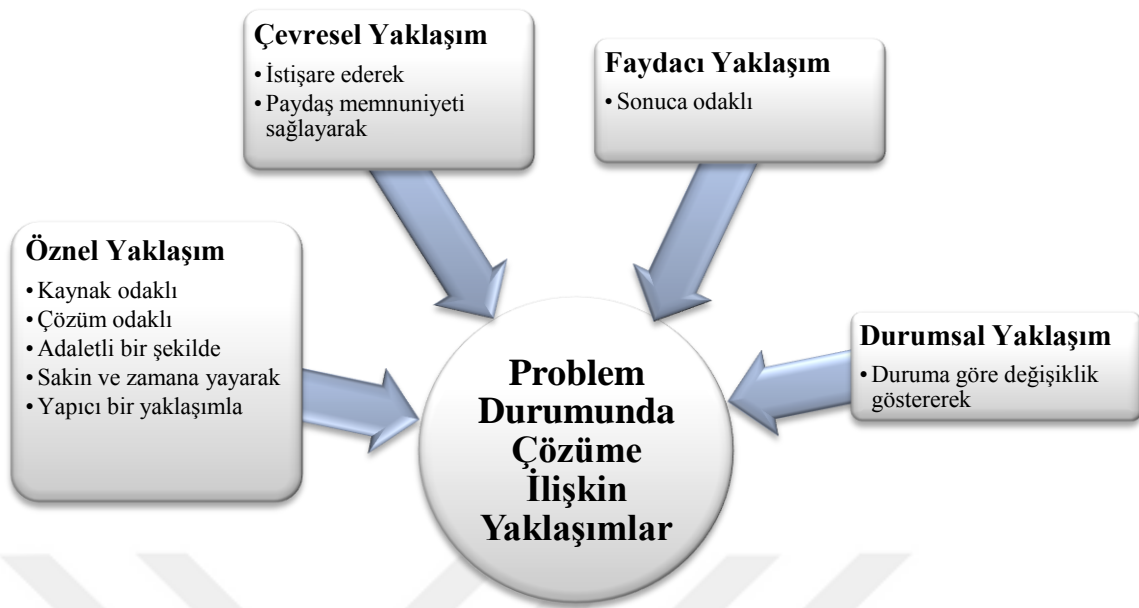 Çevresel Yaklaşım
• İstişare ederek
• Paydaş memnuniyeti
sağlayarak
Faydacı Yaklaşım
• Sonuca odaklı
Öznel Yaklaşım
• Kaynak odaklı
• Çözüm odaklı
• Adaletli bir şekilde
• Sakin ve zamana yayarak
• Yapıcı bir yaklaşımla
Durumsal Yaklaşım
• Duruma göre değişiklik
göstererek
Problem
Durumunda
Çözüme
İlişkin
Yaklaşımlar